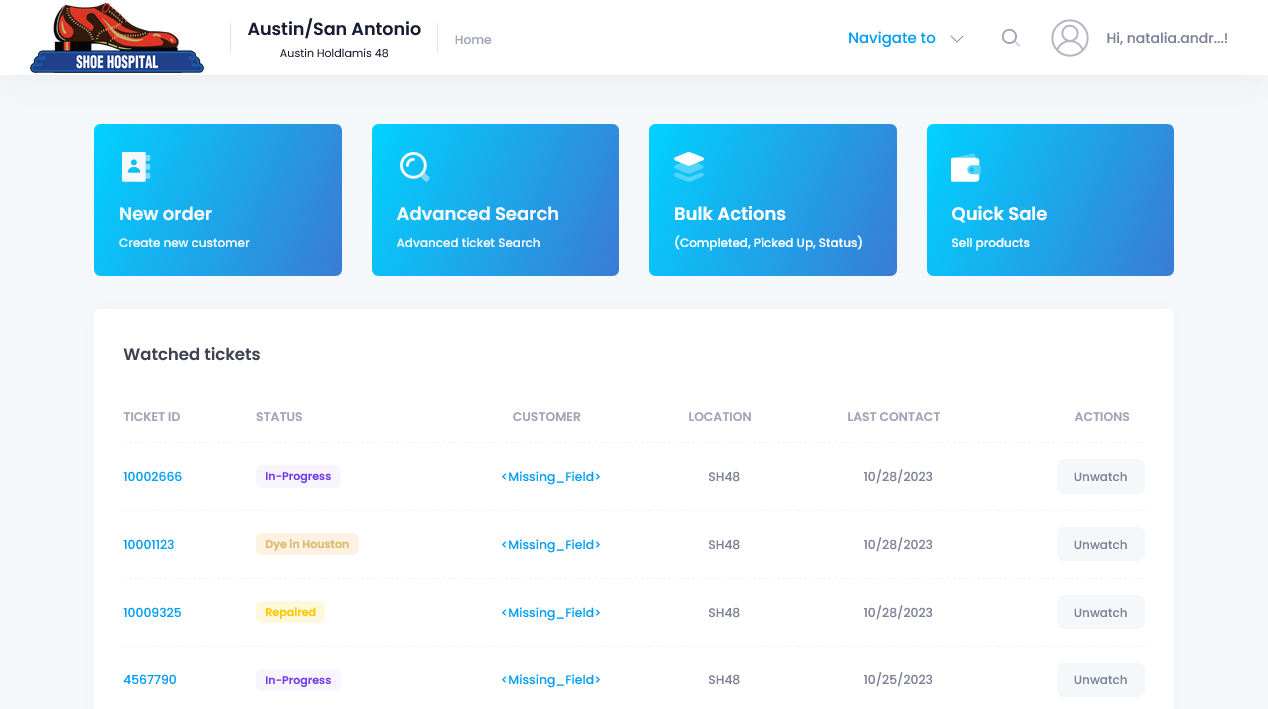 SHOE HOSPITAL
Austin/San Antonio
Austin Holdlamis 48
Home
Navigate to
Hi, natalia.andr...!
New order
Create new customer
Advanced Search
Advanced ticket Search
Bulk Actions
(Completed, Picked Up, Status)
Quick Sale
Sell products
Watched tickets
TICKET ID STATUS CUSTOMER LOCATION LAST CONTACT ACTIONS
10002666 In-Progress <Missing_Field> SH48 10/28/2023 Unwatch
10001123 Dye in Houston <Missing_Field> SH48 10/28/2023 Unwatch
10009325 Repaired <Missing_Field> SH48 10/28/2023 Unwatch
4567790 In-Progress <Missing_Field> SH48 10/25/2023 Unwatch